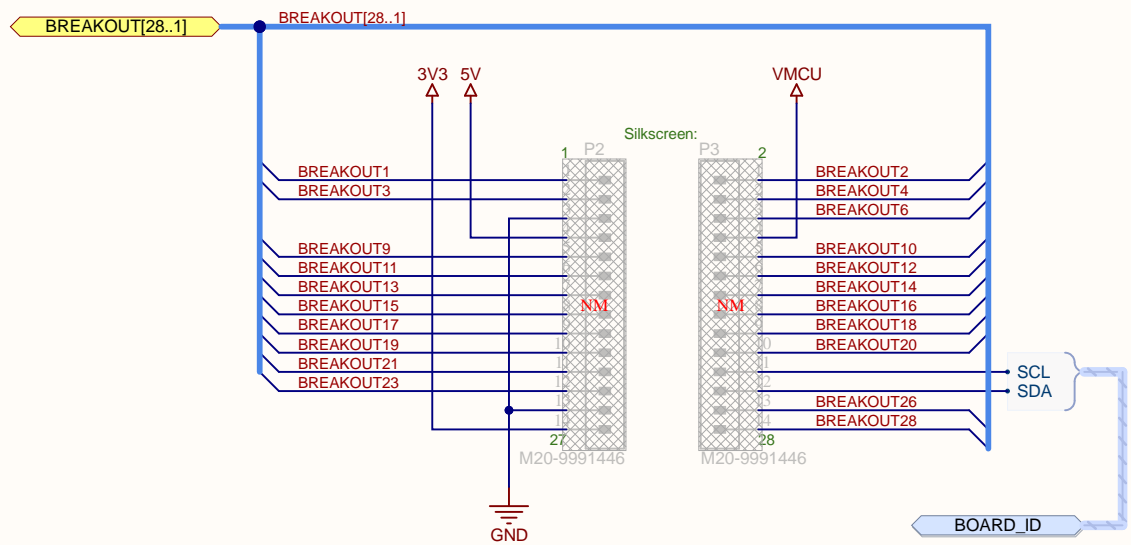 BREAKOUT[28..1]
BREAKOUT[28..1]
3V3 5V VMCU
Silkscreen:
1 P2 P3 2
BREAKOUT1 BREAKOUT2
BREAKOUT3 BREAKOUT4
BREAKOUT6
BREAKOUT9 BREAKOUT10
BREAKOUT11 BREAKOUT12
BREAKOUT13 BREAKOUT14
BREAKOUT15 NM NM BREAKOUT16
BREAKOUT17 BREAKOUT18
BREAKOUT19 BREAKOUT20
BREAKOUT21 SCL
BREAKOUT23 SDA
BREAKOUT26
BREAKOUT28
27 28
M20-9991446 M20-9991446
GND
BOARD_ID